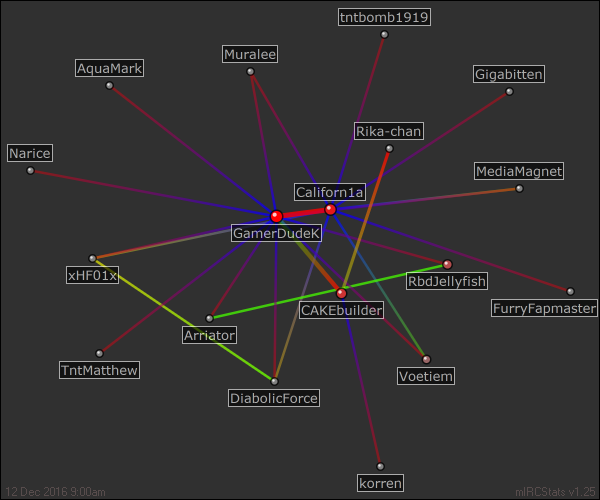 tntbomb1919
Muralee
AquaMark
Gigabitten
Rika-chan
Narice
MediaMagnet
Californ1a
GamerDudeK
xHF01x
RbdJellyfish
CAKEbuilder
FurryFapmaster
Arriator
TntMatthew
Voetiem
DiabolicForce
korren
12 Dec 2016 9:00am
mIRCStats v1.25